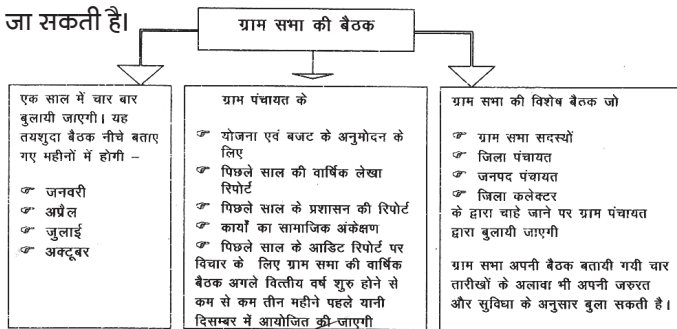 जा सकती है।
ग्राम सभा की बैठक
एक साल में चार बार
बुलायी जाएगी। यह
तयशुदा बैठक नीचे बताए
गए महीनों में होगी –
☞ जनवरी
☞ अप्रैल
☞ जुलाई
☞ अक्टूबर
ग्राम पंचायत के
☞ योजना एवं बजट के अनुमोदन के
लिए
☞ पिछले साल की वार्षिक लेखा
रिपोर्ट
☞ पिछले साल के प्रशासन की रिपोर्ट
☞ कार्यों का सामाजिक अंकेक्षण
☞ पिछले साल के आडिट रिपोर्ट पर
विचार के लिए ग्राम सभा की वार्षिक
बैठक अगले वित्तीय वर्ष शुरु होने से
कम से कम तीन महीने पहले यानी
दिसम्बर में आयोजित की जाएगी
ग्राम सभा की विशेष बैठक जो
☞ ग्राम सभा सदस्यों
☞ जिला पंचायत
☞ जनपद पंचायत
☞ जिला कलेक्टर
के द्वारा चाहे जाने पर ग्राम पंचायत
द्वारा बुलायी जाएगी
ग्राम सभा अपनी बैठक बतायी गयी चार
तारीखों के अलावा भी अपनी जरुरत
और सुविधा के अनुसार बुला सकती है।